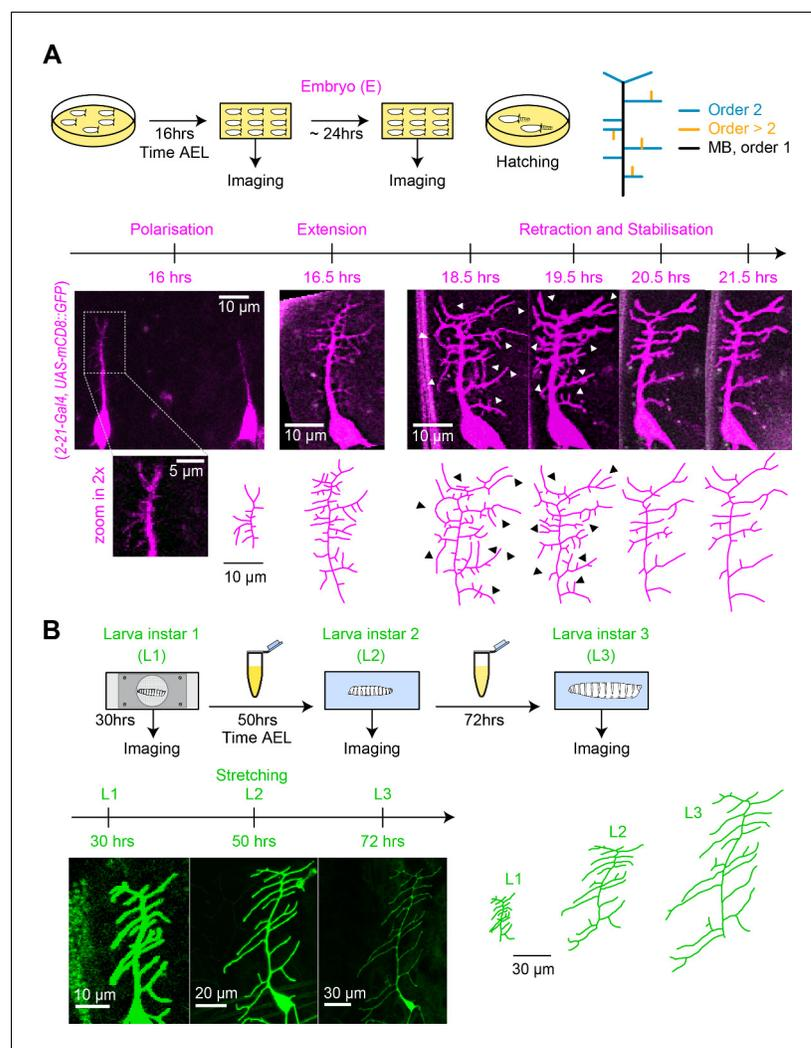 A
Embryo (E)
16hrs
Time AEL
~ 24hrs
Imaging
Imaging
Hatching
Order 2
Order > 2
MB, order 1
Polarisation
Extension
Retraction and Stabilisation
16 hrs
16.5 hrs
18.5 hrs
19.5 hrs
20.5 hrs
21.5 hrs
(2-21-Gal4, UAS-mCD8::GFP)
10 µm
10 µm
10 µm
zoom in 2x
5 µm
10 µm
B
Larva instar 1
(L1)
Larva instar 2
(L2)
Larva instar 3
(L3)
30hrs
50hrs
Time AEL
72hrs
Imaging
Imaging
Imaging
Stretching
L1
L2
L3
30 hrs
50 hrs
72 hrs
10 µm
20 µm
30 µm
L1
L2
L3
30 µm